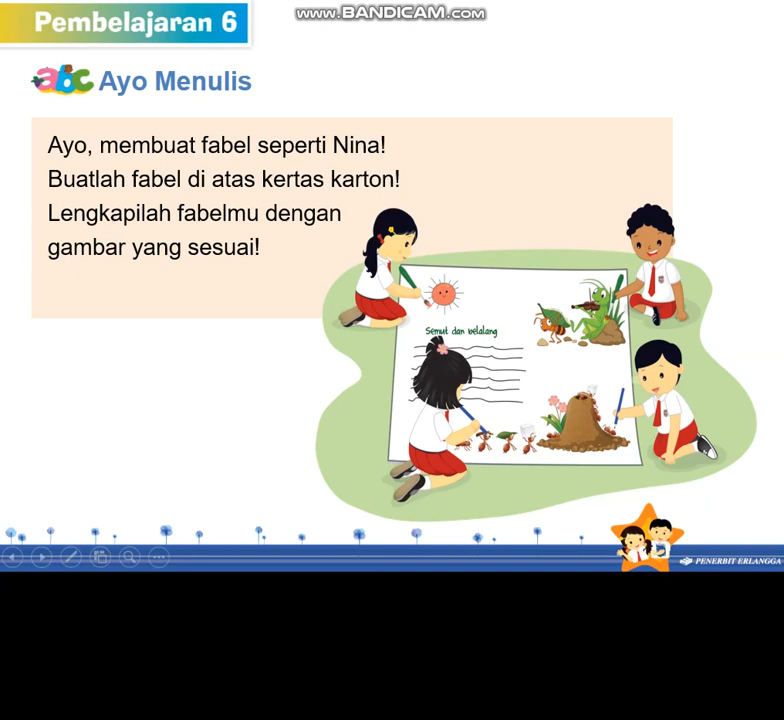 www.BANDICAM.com
Pembelajaran 6
abc Ayo Menulis
Ayo, membuat fabel seperti Nina!
Buatlah fabel di atas kertas karton!
Lengkapilah fabelmu dengan
gambar yang sesuai!
Semut dan belalang
PENERBIT ERLANGGA